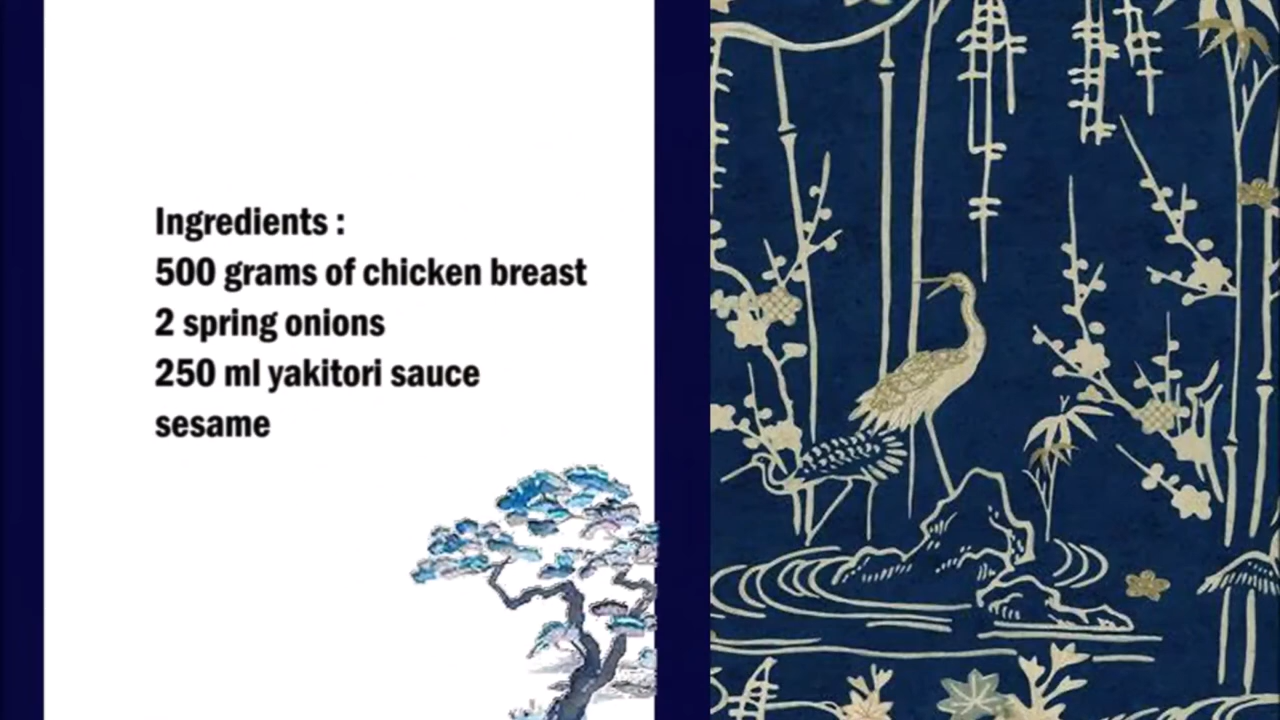 Ingredients :
500 grams of chicken breast
2 spring onions
250 ml yakitori sauce
sesame